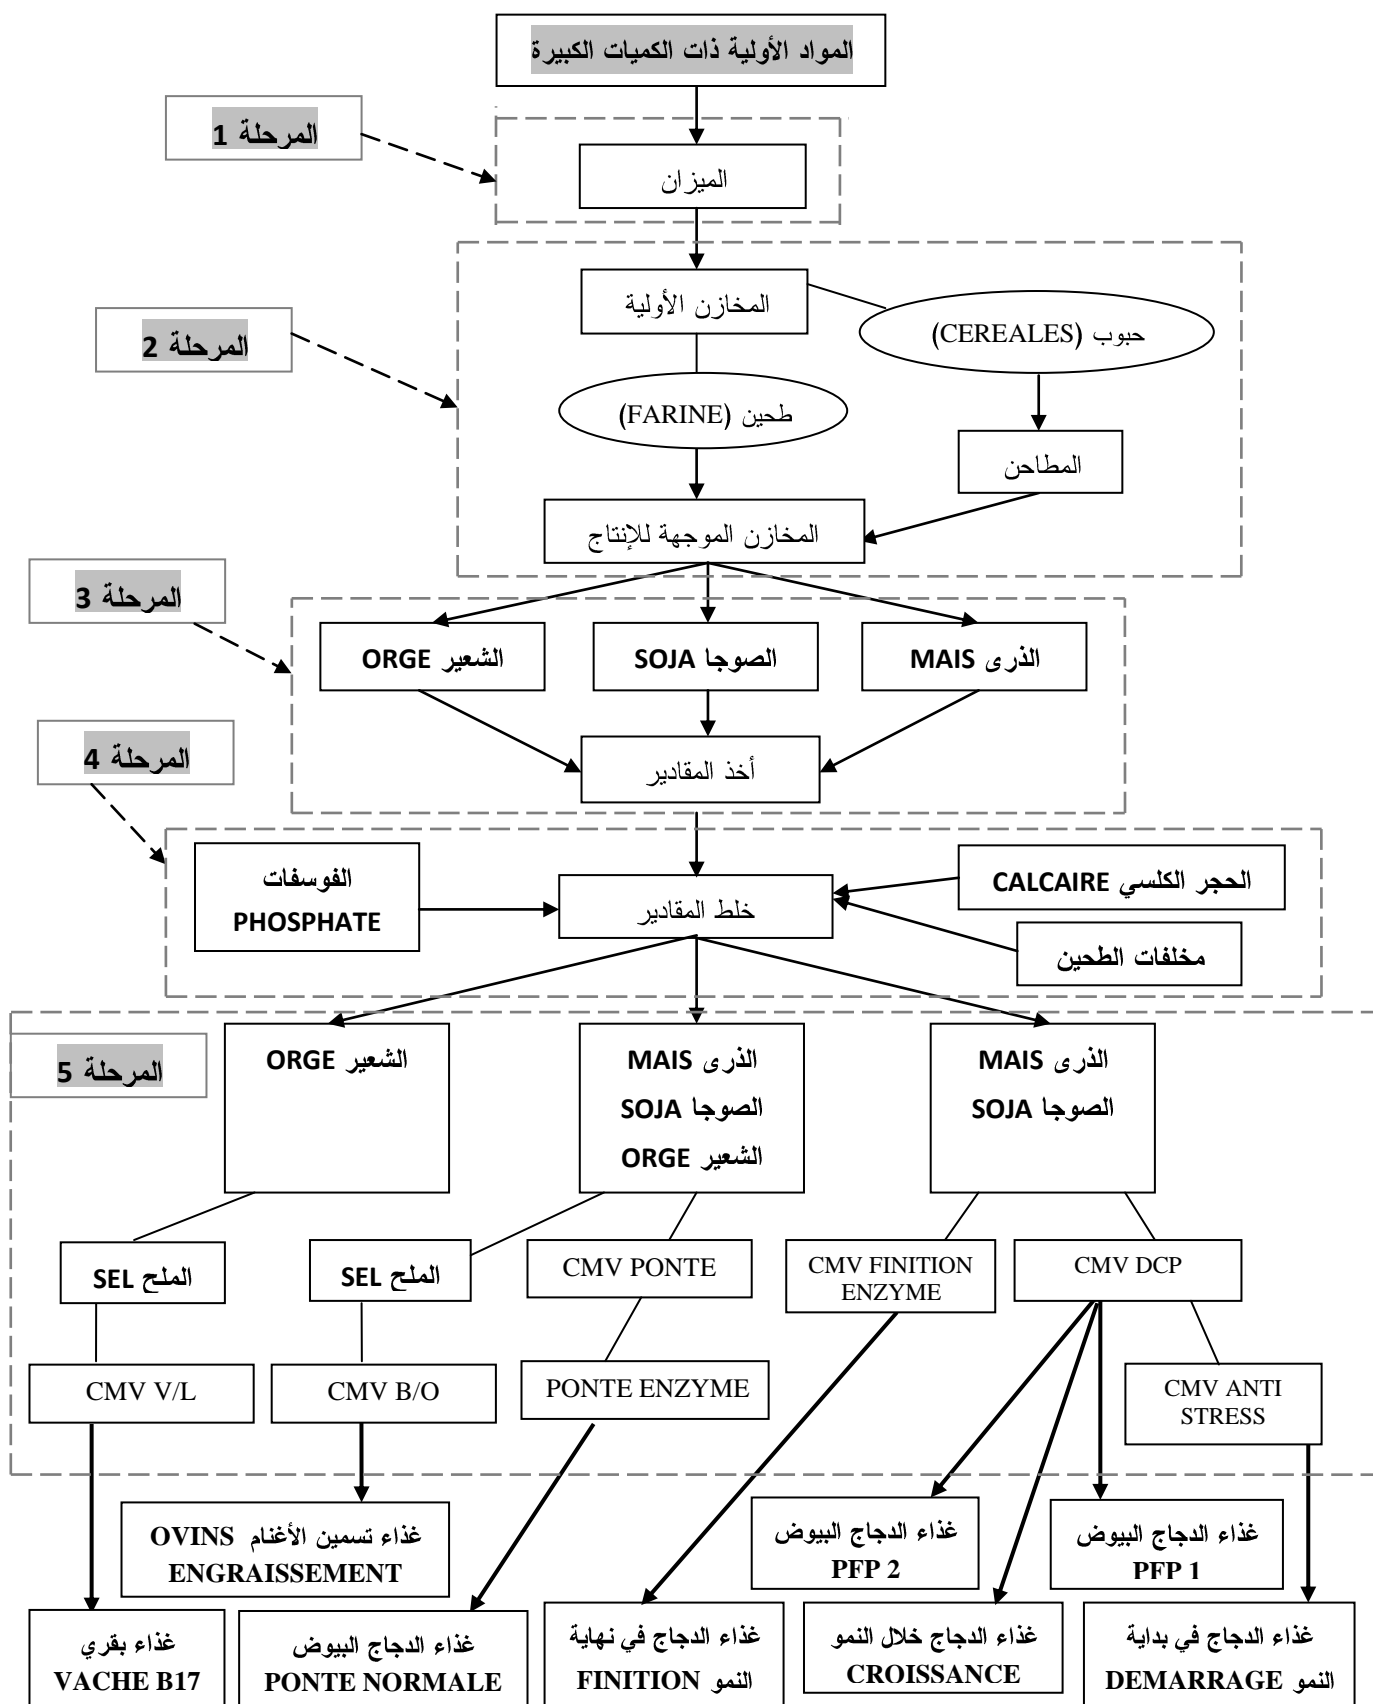 المواد الأولية ذات الكميات الكبيرة
المرحلة 1
الميزان
المخازن الأولية
حبوب (CEREALES)
المرحلة 2
طحين (FARINE)
المطاحن
المخازن الموجهة للإنتاج
المرحلة 3
الذرى MAIS
الصوجا SOJA
الشعير ORGE
المرحلة 4
أخذ المقادير
الحجر الكلسي CALCAIRE
الفوسفات
PHOSPHATE
خلط المقادير
مخلفات الطحين
المرحلة 5
الذرى MAIS
الصوجا SOJA
الذرى MAIS
الصوجا SOJA
الشعير ORGE
الشعير ORGE
CMV DCP
CMV FINITION
ENZYME
CMV PONTE
الملح SEL
الملح SEL
CMV ANTI
STRESS
PONTE ENZYME
CMV B/O
CMV V/L
غذاء الدجاج البيوض
PFP 1
غذاء الدجاج البيوض
PFP 2
غذاء تسمين الأغنام OVINS
ENGRAISSEMENT
غذاء الدجاج في بداية
النمو DEMARRAGE
غذاء الدجاج خلال النمو
CROISSANCE
غذاء الدجاج في نهاية
النمو FINITION
غذاء الدجاج البيوض
PONTE NORMALE
غذاء بقري
VACHE B17